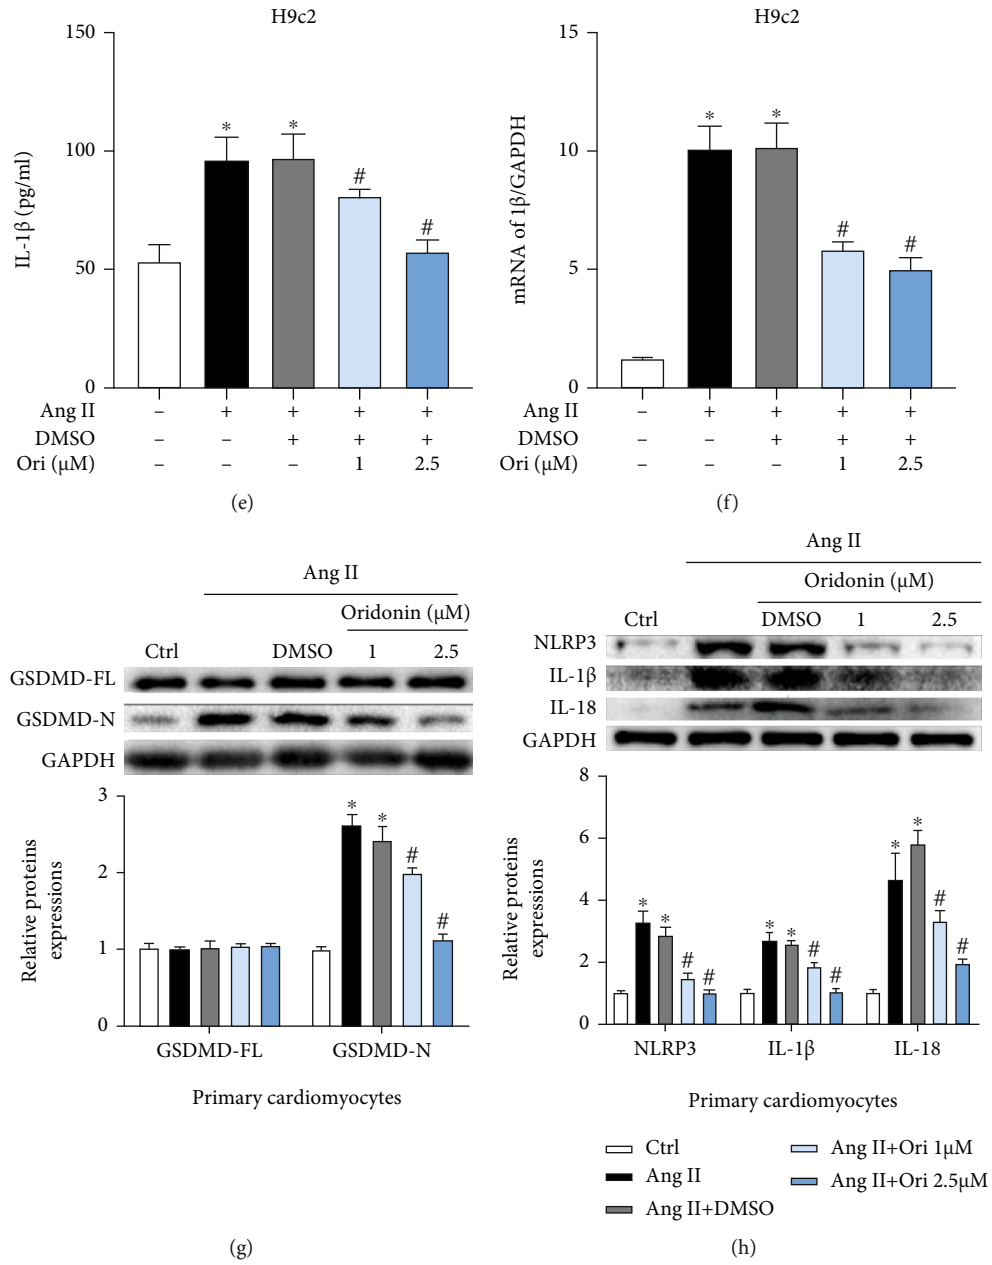 H9c2
IL-1β (pg/ml)
150
100
50
0
*
*
#
#
Ang II – + + + +
DMSO – – + + +
Ori (μM) – – – 1 2.5
(e)
H9c2
mRNA of 1β/GAPDH
15
10
5
0
*
*
#
#
– + + + +
– – + + +
– – – 1 2.5
(f)
Ang II
Oridonin (μM)
Ctrl DMSO 1 2.5
GSDMD-FL
GSDMD-N
GAPDH
Relative proteins
expressions
3
2
1
0
* * # #
GSDMD-FL GSDMD-N
Primary cardiomyocytes
(g)
Ang II
Oridonin (μM)
Ctrl DMSO 1 2.5
NLRP3
IL-1β
IL-18
GAPDH
Relative proteins
expressions
8
6
4
2
0
* * # #
* * # #
* * # #
NLRP3 IL-1β IL-18
Primary cardiomyocytes
Ctrl
Ang II
Ang II+DMSO
Ang II+Ori 1μM
Ang II+Ori 2.5μM
(h)